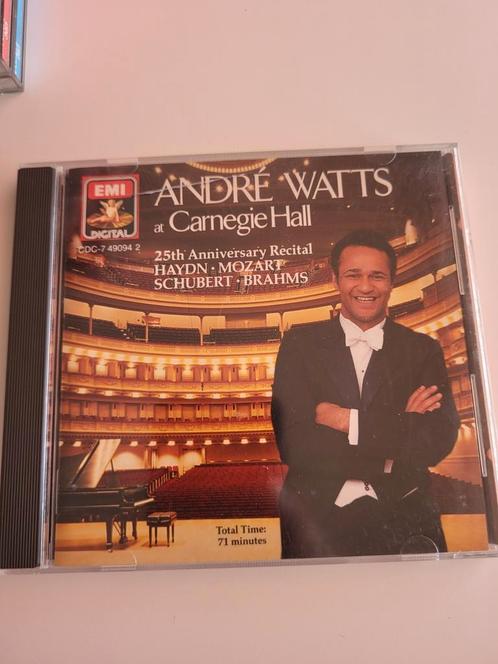 EMI
DIGITAL
CDC-7 49094 2
ANDRÉ WATTS
at Carnegie Hall
25th Anniversary Recital
HAYDN · MOZART
SCHUBERT · BRAHMS
Total Time:
71 minutes